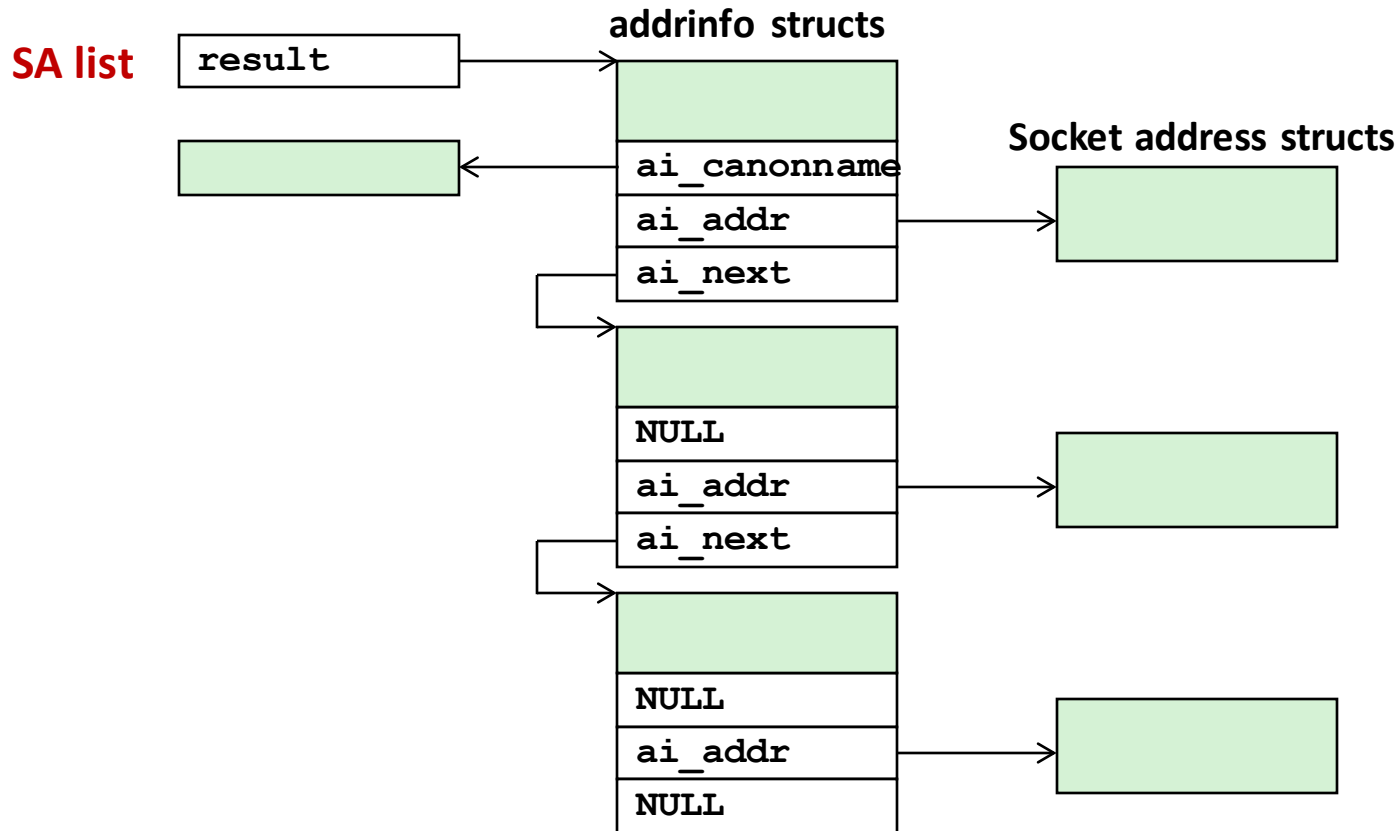 addrinfo structs
SA list
result
Socket address structs
ai_canonname
ai_addr
ai_next
NULL
ai_addr
ai_next
NULL
ai_addr
NULL